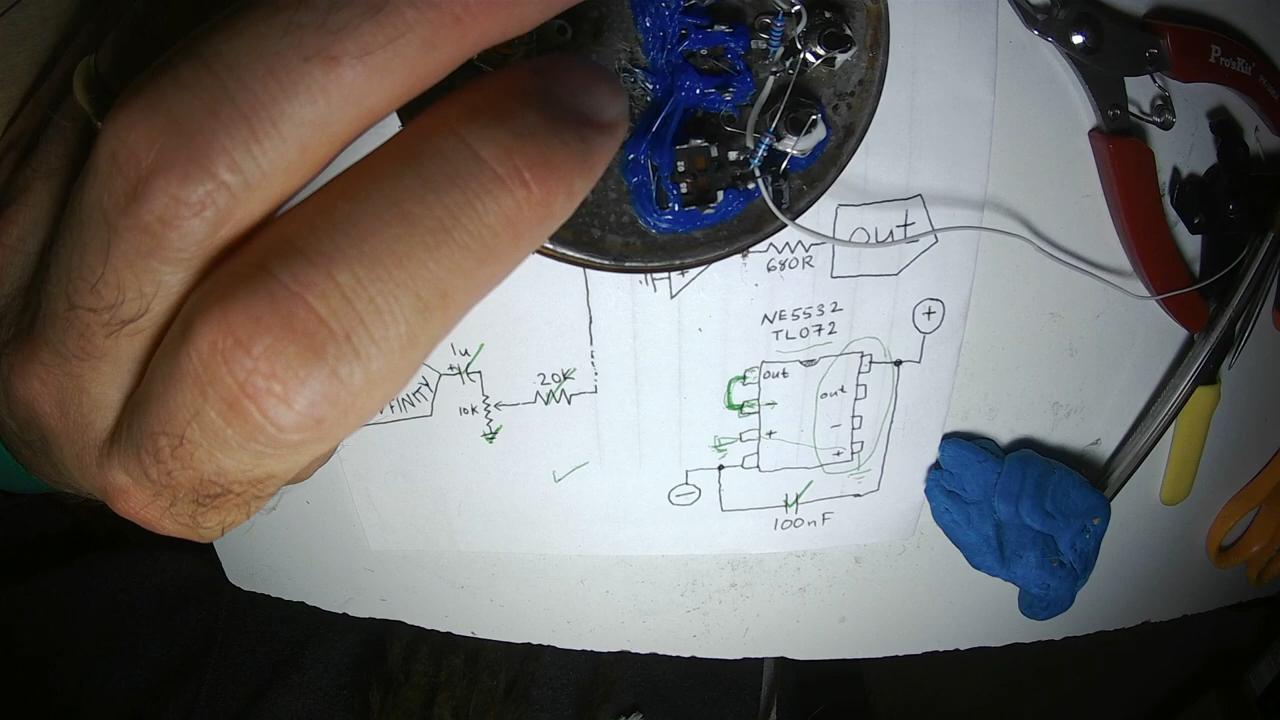 Pro'sKit
out
680R
NE5532
TL072
+
1u
+
20K
out
out
10K
-
+
+
-
100nF